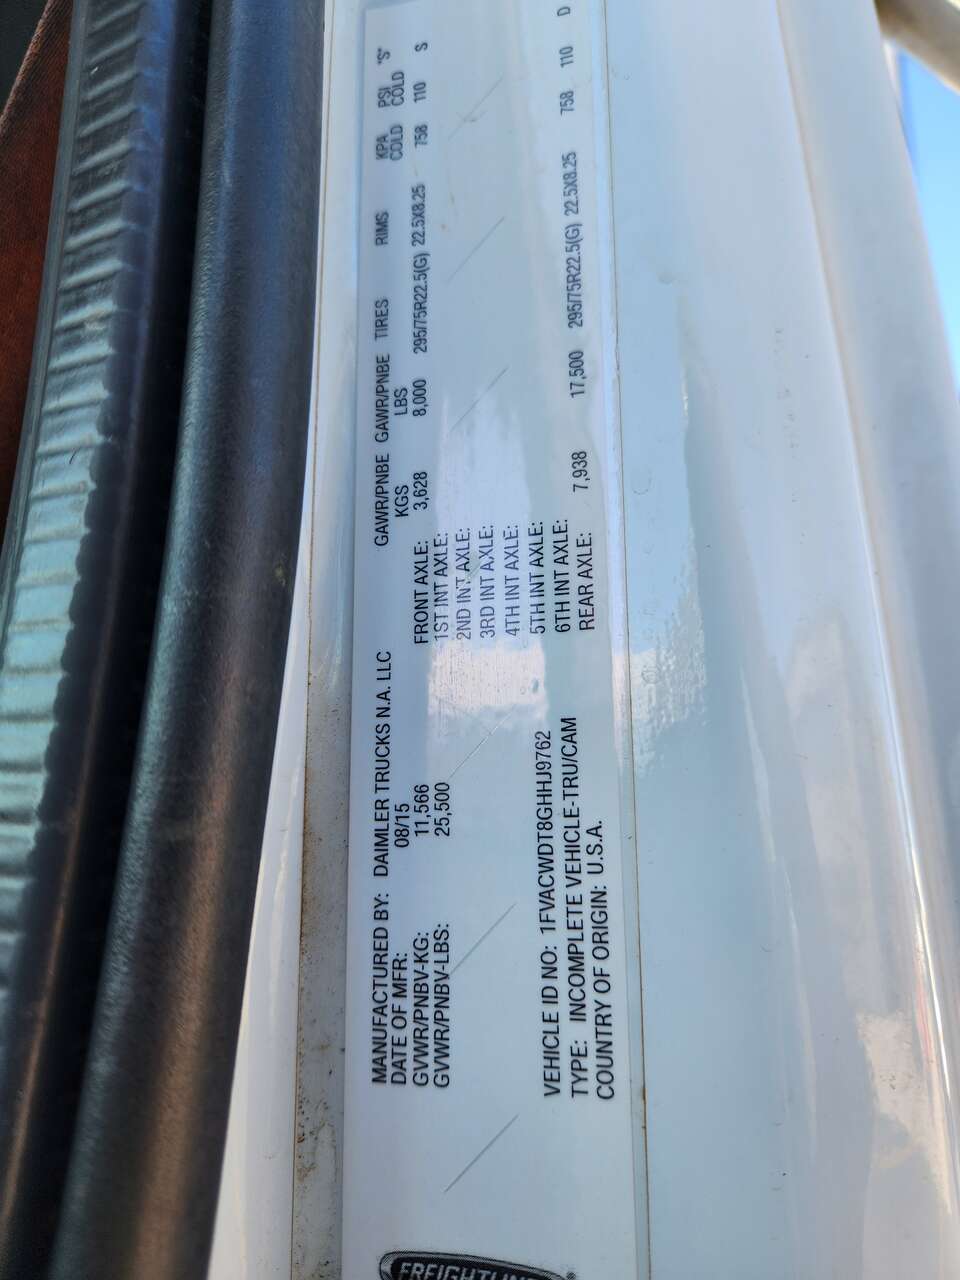 FREIGHTLIN
MANUFACTURED BY: DAIMLER TRUCKS N.A. LLC
DATE OF MFR: 08/15
GVWR/PNBV-KG: 11,566
GVWR/PNBV-LBS: 25,500
VEHICLE ID NO: 1FVACWDT8GHHJ9762
TYPE: INCOMPLETE VEHICLE-TRU/CAM
COUNTRY OF ORIGIN: U.S.A.
GAWR/PNBE GAWR/PNBE TIRES RIMS KPA PSI "S"
KGS LBS COLD COLD
FRONT AXLE: 3,628 8,000 295/75R22.5(G) 22.5X8.25 758 110 S
1ST INT AXLE:
2ND INT AXLE:
3RD INT AXLE:
4TH INT AXLE:
5TH INT AXLE:
6TH INT AXLE:
REAR AXLE: 7,938 17,500 295/75R22.5(G) 22.5X8.25 758 110 D